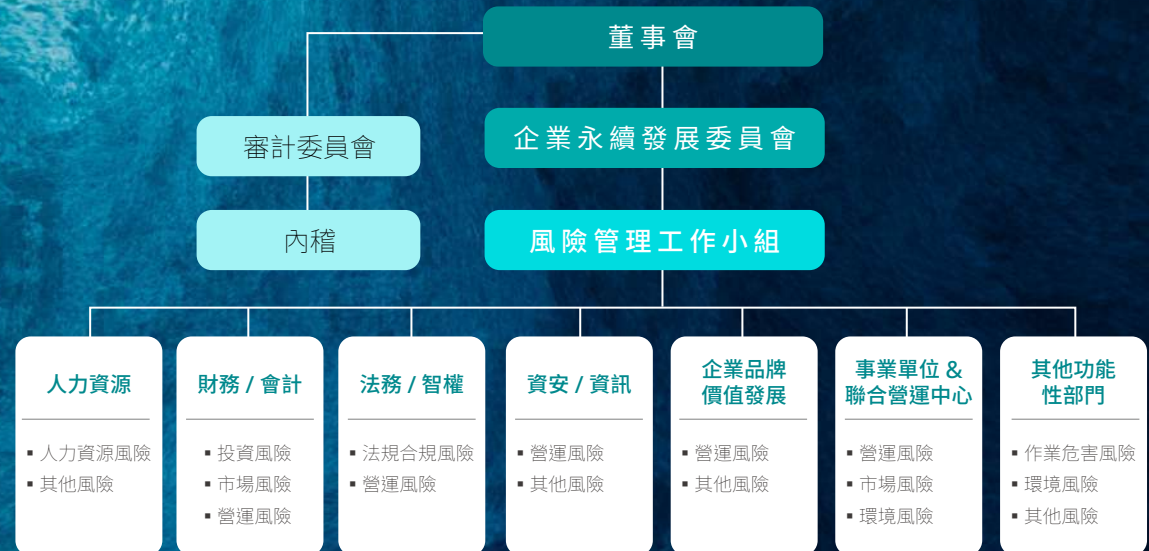 董事會
審計委員會
企業永續發展委員會
內稽
風險管理工作小組
人力資源
▪ 人力資源風險
▪ 其他風險
財務 / 會計
▪ 投資風險
▪ 市場風險
▪ 營運風險
法務 / 智權
▪ 法規合規風險
▪ 營運風險
資安 / 資訊
▪ 營運風險
▪ 其他風險
企業品牌
價值發展
▪ 營運風險
▪ 其他風險
事業單位 &
聯合營運中心
▪ 營運風險
▪ 市場風險
▪ 環境風險
其他功能
性部門
▪ 作業危害風險
▪ 環境風險
▪ 其他風險